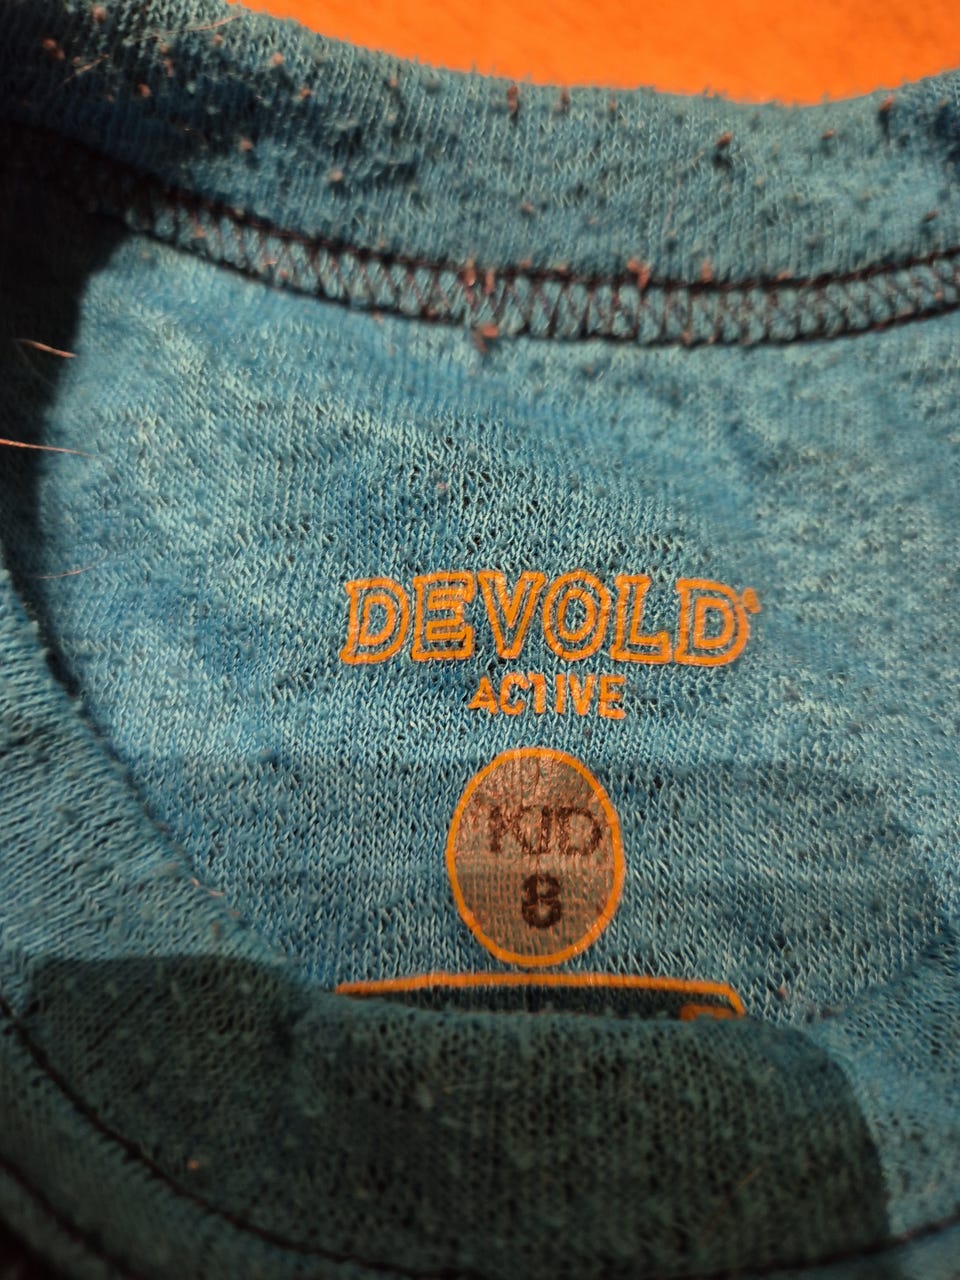 DEVOLD®
ACTIVE
KID
8